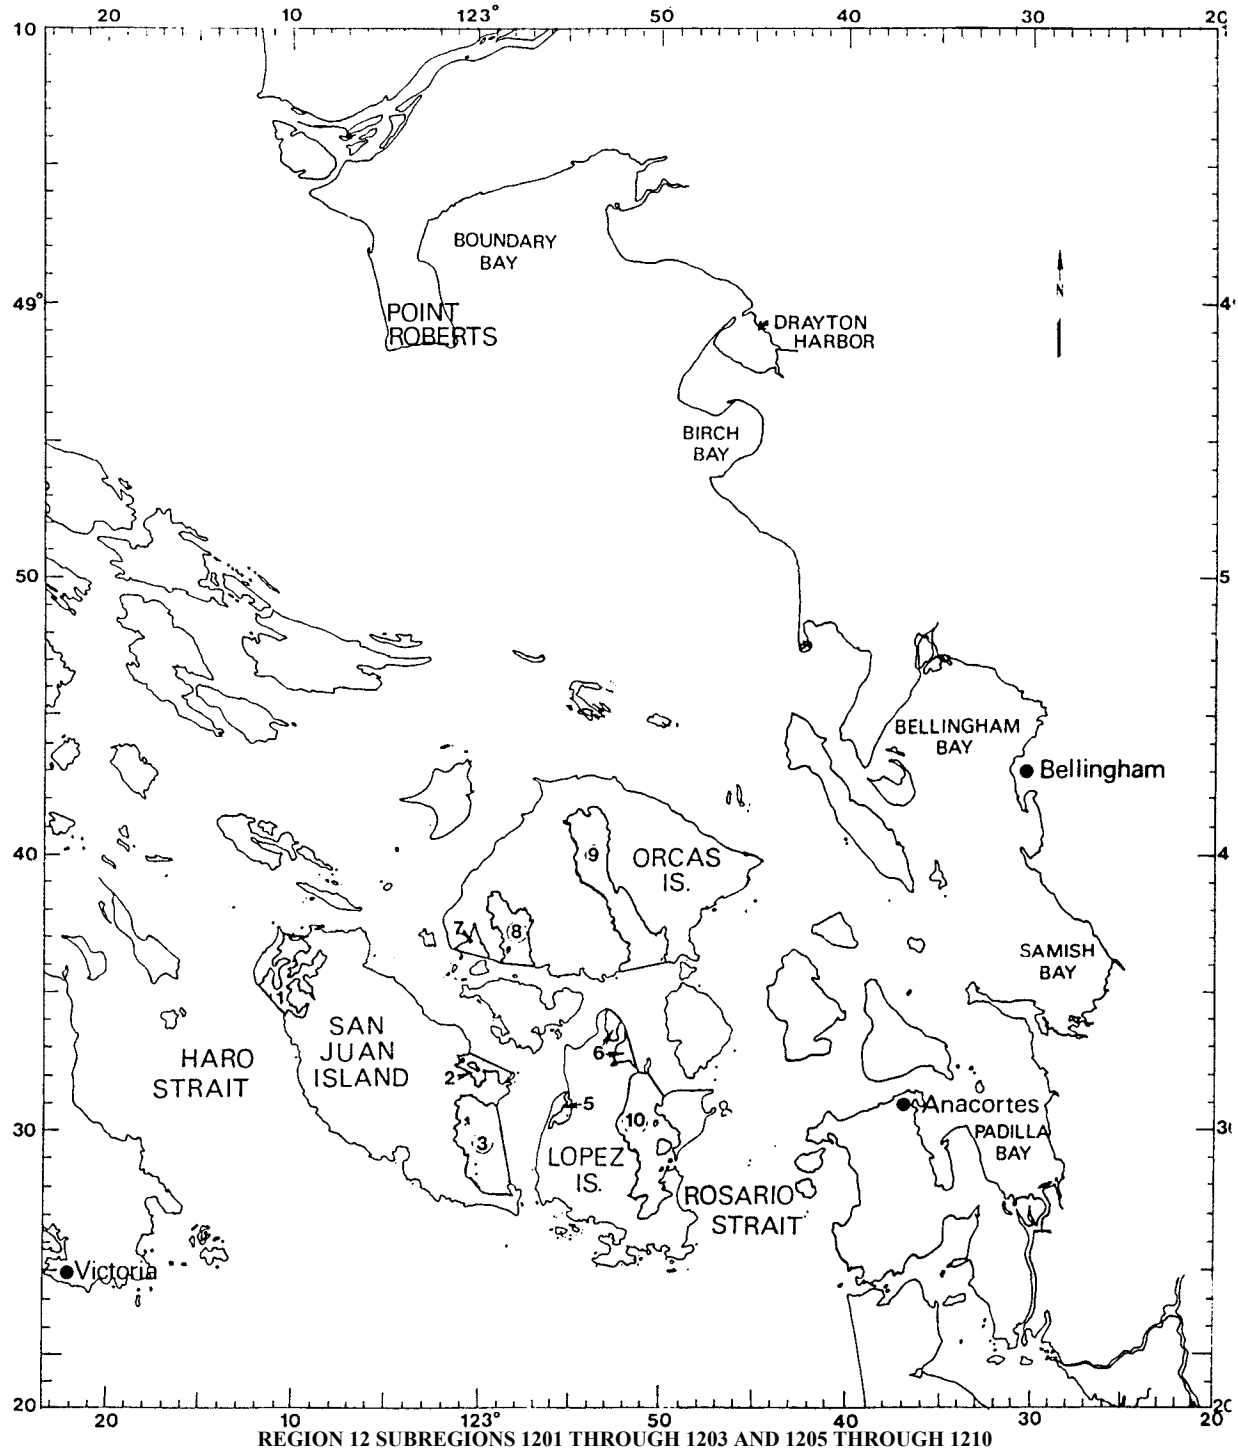 20 10 123° 50 40 30 20
10
BOUNDARY
BAY
N
49°
POINT
ROBERTS
DRAYTON
HARBOR
BIRCH
BAY
50 5
BELLINGHAM
BAY
Bellingham
40 4
9
ORCAS
IS.
7
8
SAMISH
BAY
1
SAN
JUAN
ISLAND
HARO
STRAIT
6
2
5
Anacortes
30
3
10
PADILLA
BAY
LOPEZ
IS.
ROSARIO
STRAIT
Victoria
20
20 10 123° 50 40 30 20
REGION 12 SUBREGIONS 1201 THROUGH 1203 AND 1205 THROUGH 1210